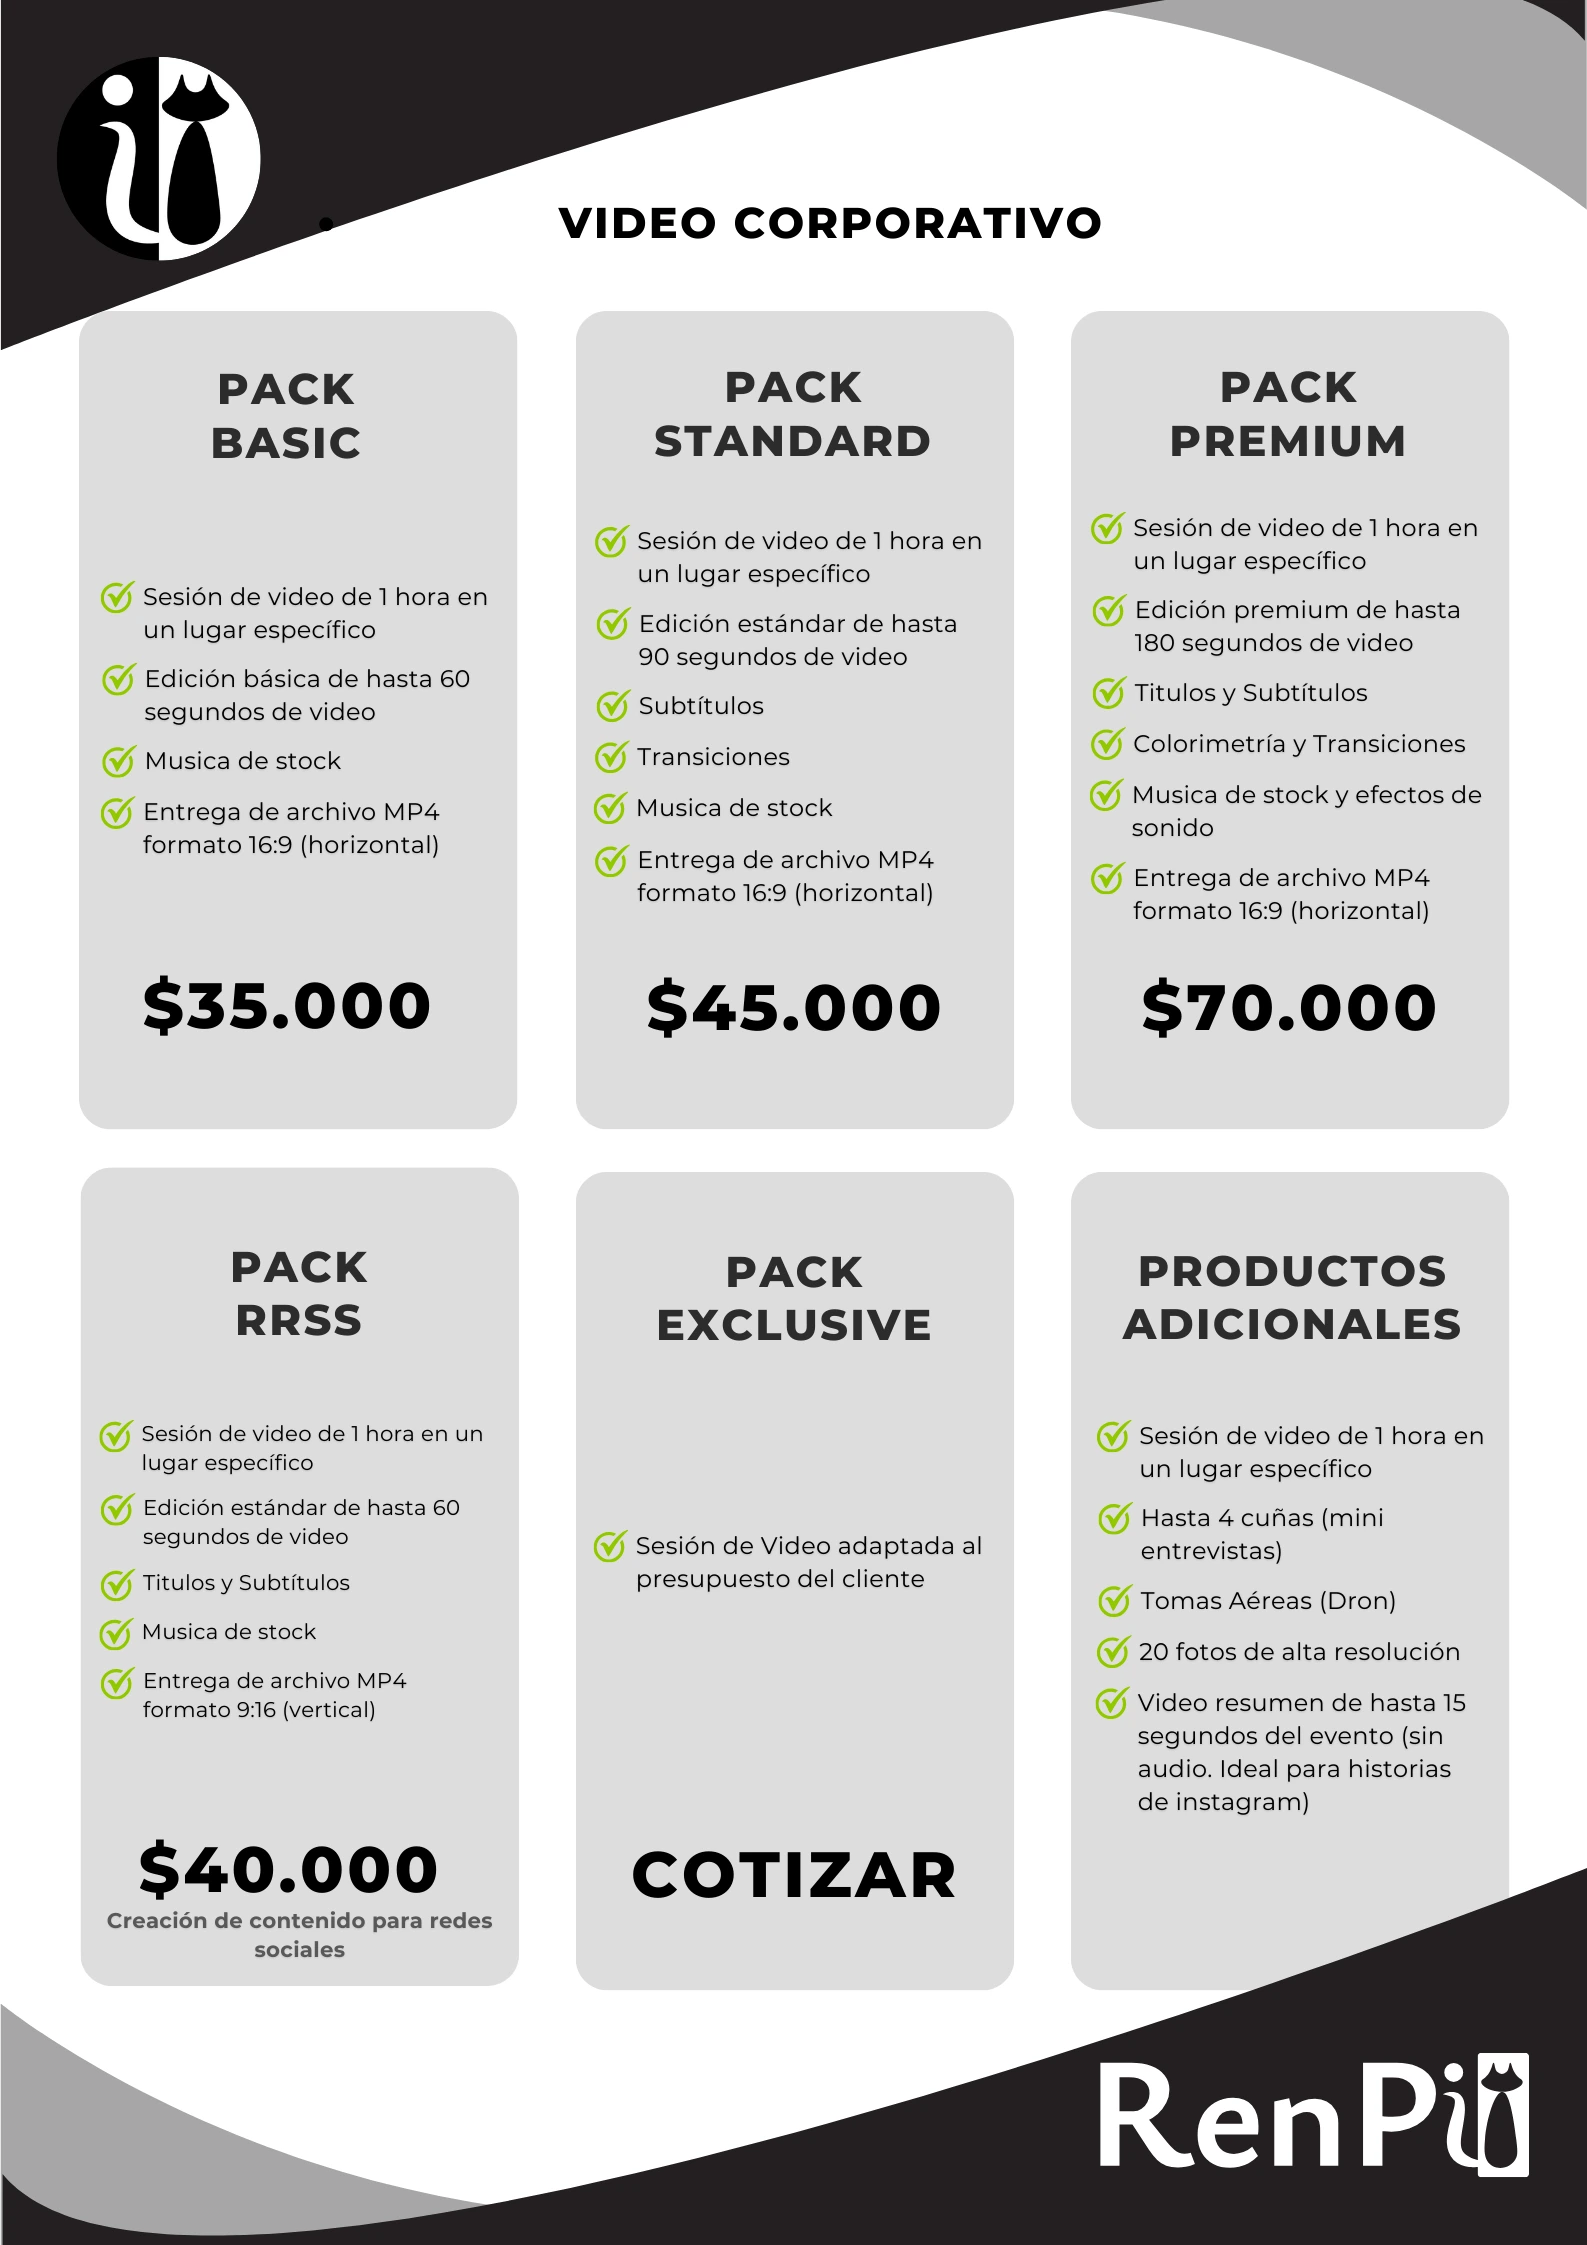 VIDEO CORPORATIVO
PACK
BASIC
Sesión de video de 1 hora en
un lugar específico
Edición básica de hasta 60
segundos de video
Musica de stock
Entrega de archivo MP4
formato 16:9 (horizontal)
$35.000
PACK
STANDARD
Sesión de video de 1 hora en
un lugar específico
Edición estándar de hasta
90 segundos de video
Subtítulos
Transiciones
Musica de stock
Entrega de archivo MP4
formato 16:9 (horizontal)
$45.000
PACK
PREMIUM
Sesión de video de 1 hora en
un lugar específico
Edición premium de hasta
180 segundos de video
Titulos y Subtítulos
Colorimetría y Transiciones
Musica de stock y efectos de
sonido
Entrega de archivo MP4
formato 16:9 (horizontal)
$70.000
PACK
RRSS
Sesión de video de 1 hora en un
lugar específico
Edición estándar de hasta 60
segundos de video
Titulos y Subtítulos
Musica de stock
Entrega de archivo MP4
formato 9:16 (vertical)
$40.000
Creación de contenido para redes
sociales
PACK
EXCLUSIVE
Sesión de Video adaptada al
presupuesto del cliente
COTIZAR
PRODUCTOS
ADICIONALES
Sesión de video de 1 hora en
un lugar específico
Hasta 4 cuñas (mini
entrevistas)
Tomas Aéreas (Dron)
20 fotos de alta resolución
Video resumen de hasta 15
segundos del evento (sin
audio. Ideal para historias
de instagram)
RenPi